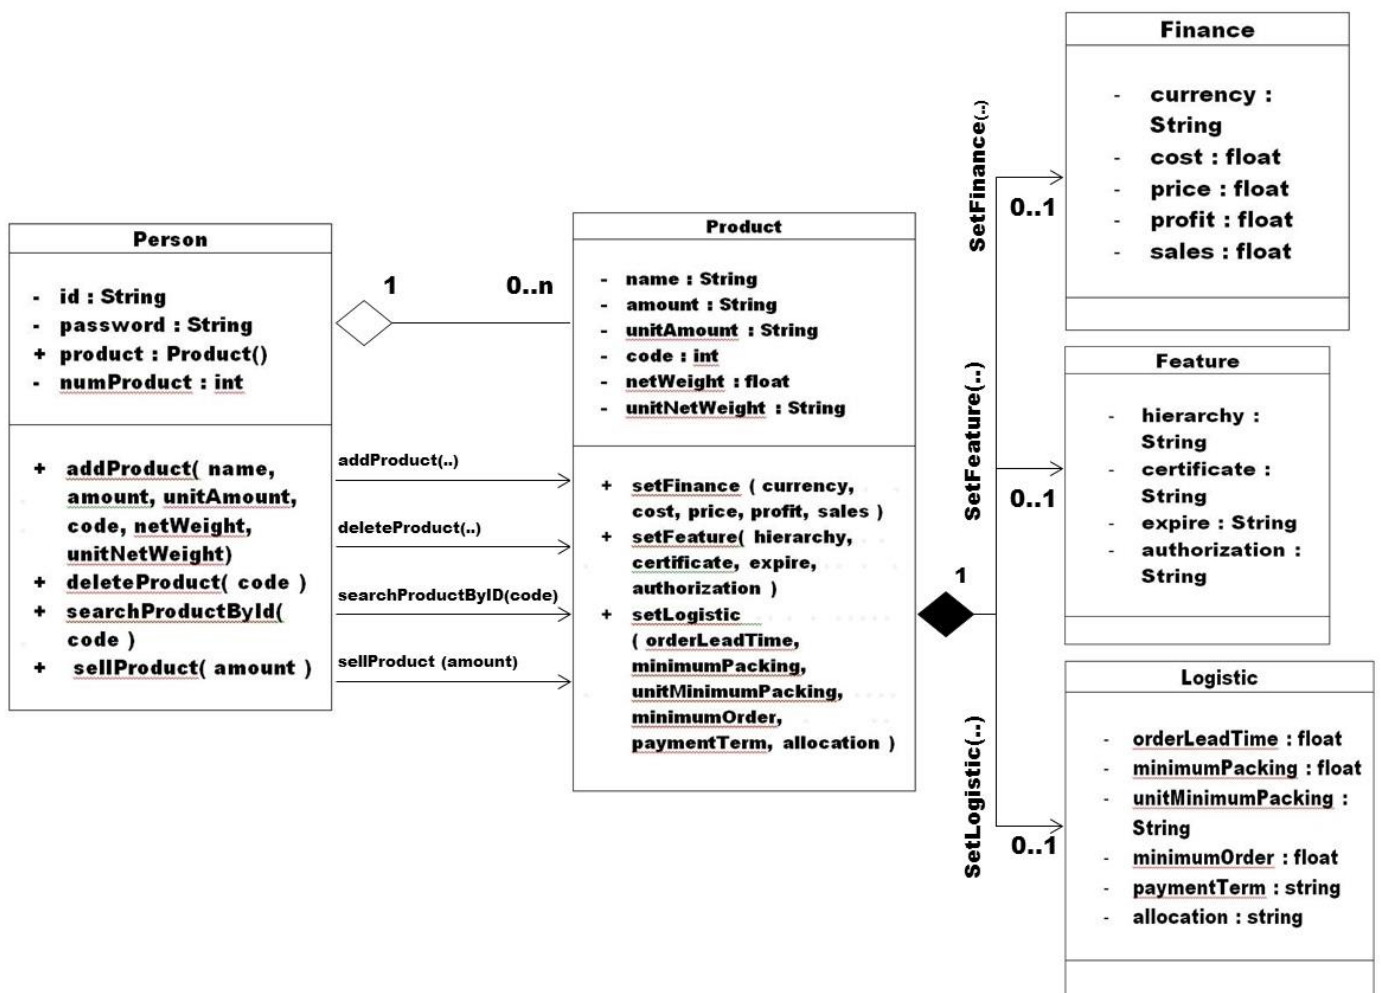 Person
- id : String
- password : String
+ product : Product()
- numProduct : int
+ addProduct( name,
amount, unitAmount,
code, netWeight,
unitNetWeight)
+ deleteProduct( code )
+ searchProductById(
code )
+ sellProduct( amount )
1
0..n
addProduct(..)
deleteProduct(..)
searchProductByID(code)
sellProduct (amount)
Product
- name : String
- amount : String
- unitAmount : String
- code : int
- netWeight : float
- unitNetWeight : String
+ setFinance ( currency,
cost, price, profit, sales )
+ setFeature( hierarchy,
certificate, expire,
authorization )
+ setLogistic
( orderLeadTime,
minimumPacking,
unitMinimumPacking,
minimumOrder,
paymentTerm, allocation )
1
SetFinance(..)
0..1
SetFeature(..)
0..1
SetLogistic(..)
0..1
Finance
- currency :
String
- cost : float
- price : float
- profit : float
- sales : float
Feature
- hierarchy :
String
- certificate :
String
- expire : String
- authorization :
String
Logistic
- orderLeadTime : float
- minimumPacking : float
- unitMinimumPacking :
String
- minimumOrder : float
- paymentTerm : string
- allocation : string